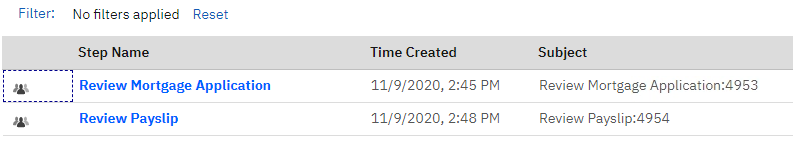 Filter: No filters applied Reset
Step Name Time Created Subject
Review Mortgage Application 11/9/2020, 2:45 PM Review Mortgage Application:4953
Review Payslip 11/9/2020, 2:48 PM Review Payslip:4954